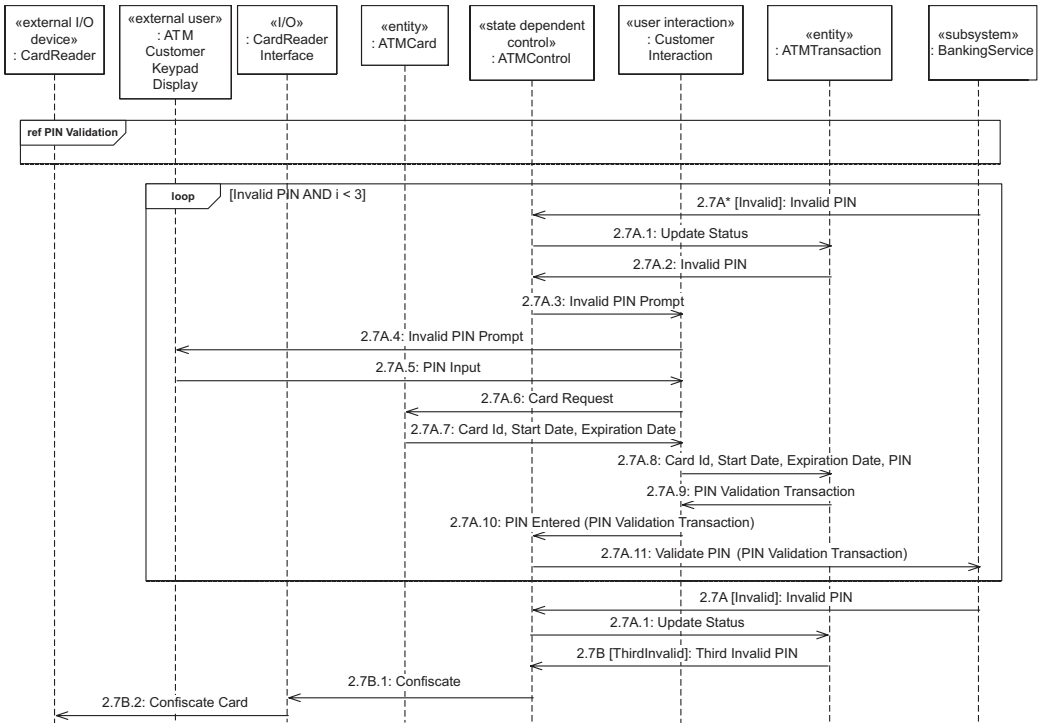 «external I/O
device»
: CardReader
«external user»
: ATM
Customer
Keypad
Display
«I/O»
: CardReader
Interface
«entity»
: ATMCard
«state dependent
control»
: ATMControl
«user interaction»
: Customer
Interaction
«entity»
: ATMTransaction
«subsystem»
: BankingService
ref PIN Validation
loop
[Invalid PIN AND i < 3]
2.7A* [Invalid]: Invalid PIN
2.7A.1: Update Status
2.7A.2: Invalid PIN
2.7A.3: Invalid PIN Prompt
2.7A.4: Invalid PIN Prompt
2.7A.5: PIN Input
2.7A.6: Card Request
2.7A.7: Card Id, Start Date, Expiration Date
2.7A.8: Card Id, Start Date, Expiration Date, PIN
2.7A.9: PIN Validation Transaction
2.7A.10: PIN Entered (PIN Validation Transaction)
2.7A.11: Validate PIN (PIN Validation Transaction)
2.7A [Invalid]: Invalid PIN
2.7A.1: Update Status
2.7B [ThirdInvalid]: Third Invalid PIN
2.7B.1: Confiscate
2.7B.2: Confiscate Card